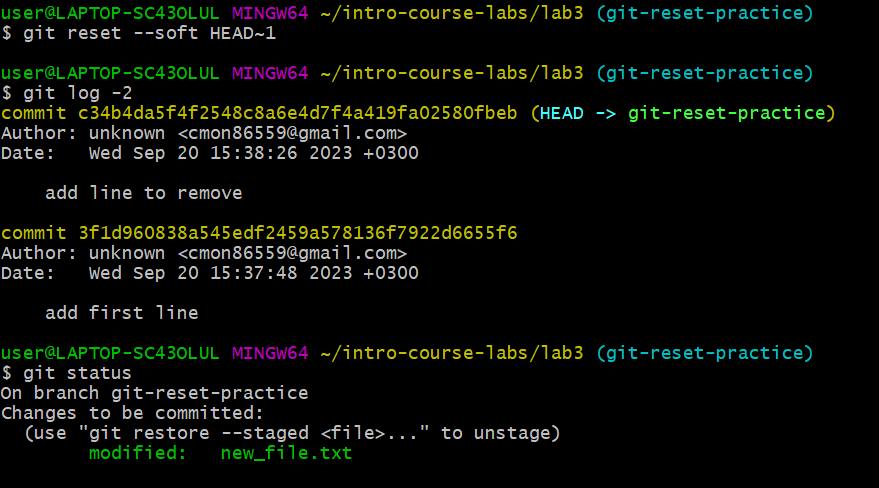 user@LAPTOP-SC43OLUL MINGW64 ~/intro-course-labs/lab3 (git-reset-practice)
$ git reset --soft HEAD~1
user@LAPTOP-SC43OLUL MINGW64 ~/intro-course-labs/lab3 (git-reset-practice)
$ git log -2
commit c34b4da5f4f2548c8a6e4d7f4a419fa02580fbeb (HEAD -> git-reset-practice)
Author: unknown <cmon86559@gmail.com>
Date:   Wed Sep 20 15:38:26 2023 +0300
    add line to remove
commit 3f1d960838a545edf2459a578136f7922d6655f6
Author: unknown <cmon86559@gmail.com>
Date:   Wed Sep 20 15:37:48 2023 +0300
    add first line
user@LAPTOP-SC43OLUL MINGW64 ~/intro-course-labs/lab3 (git-reset-practice)
$ git status
On branch git-reset-practice
Changes to be committed:
  (use "git restore --staged <file>..." to unstage)
        modified:   new_file.txt